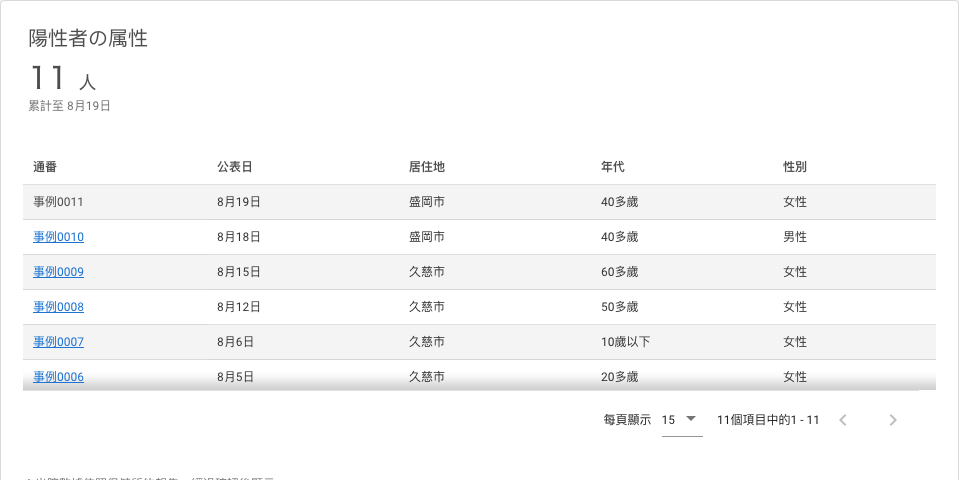 陽性者の属性
11 人
累計至 8月19日
通番 公表日 居住地 年代 性別
事例0011 8月19日 盛岡市 40多歲 女性
事例0010 8月18日 盛岡市 40多歲 男性
事例0009 8月15日 久慈市 60多歲 女性
事例0008 8月12日 久慈市 50多歲 女性
事例0007 8月6日 久慈市 10歲以下 女性
事例0006 8月5日 久慈市 20多歲 女性
每頁顯示 15 11個項目中的1 - 11